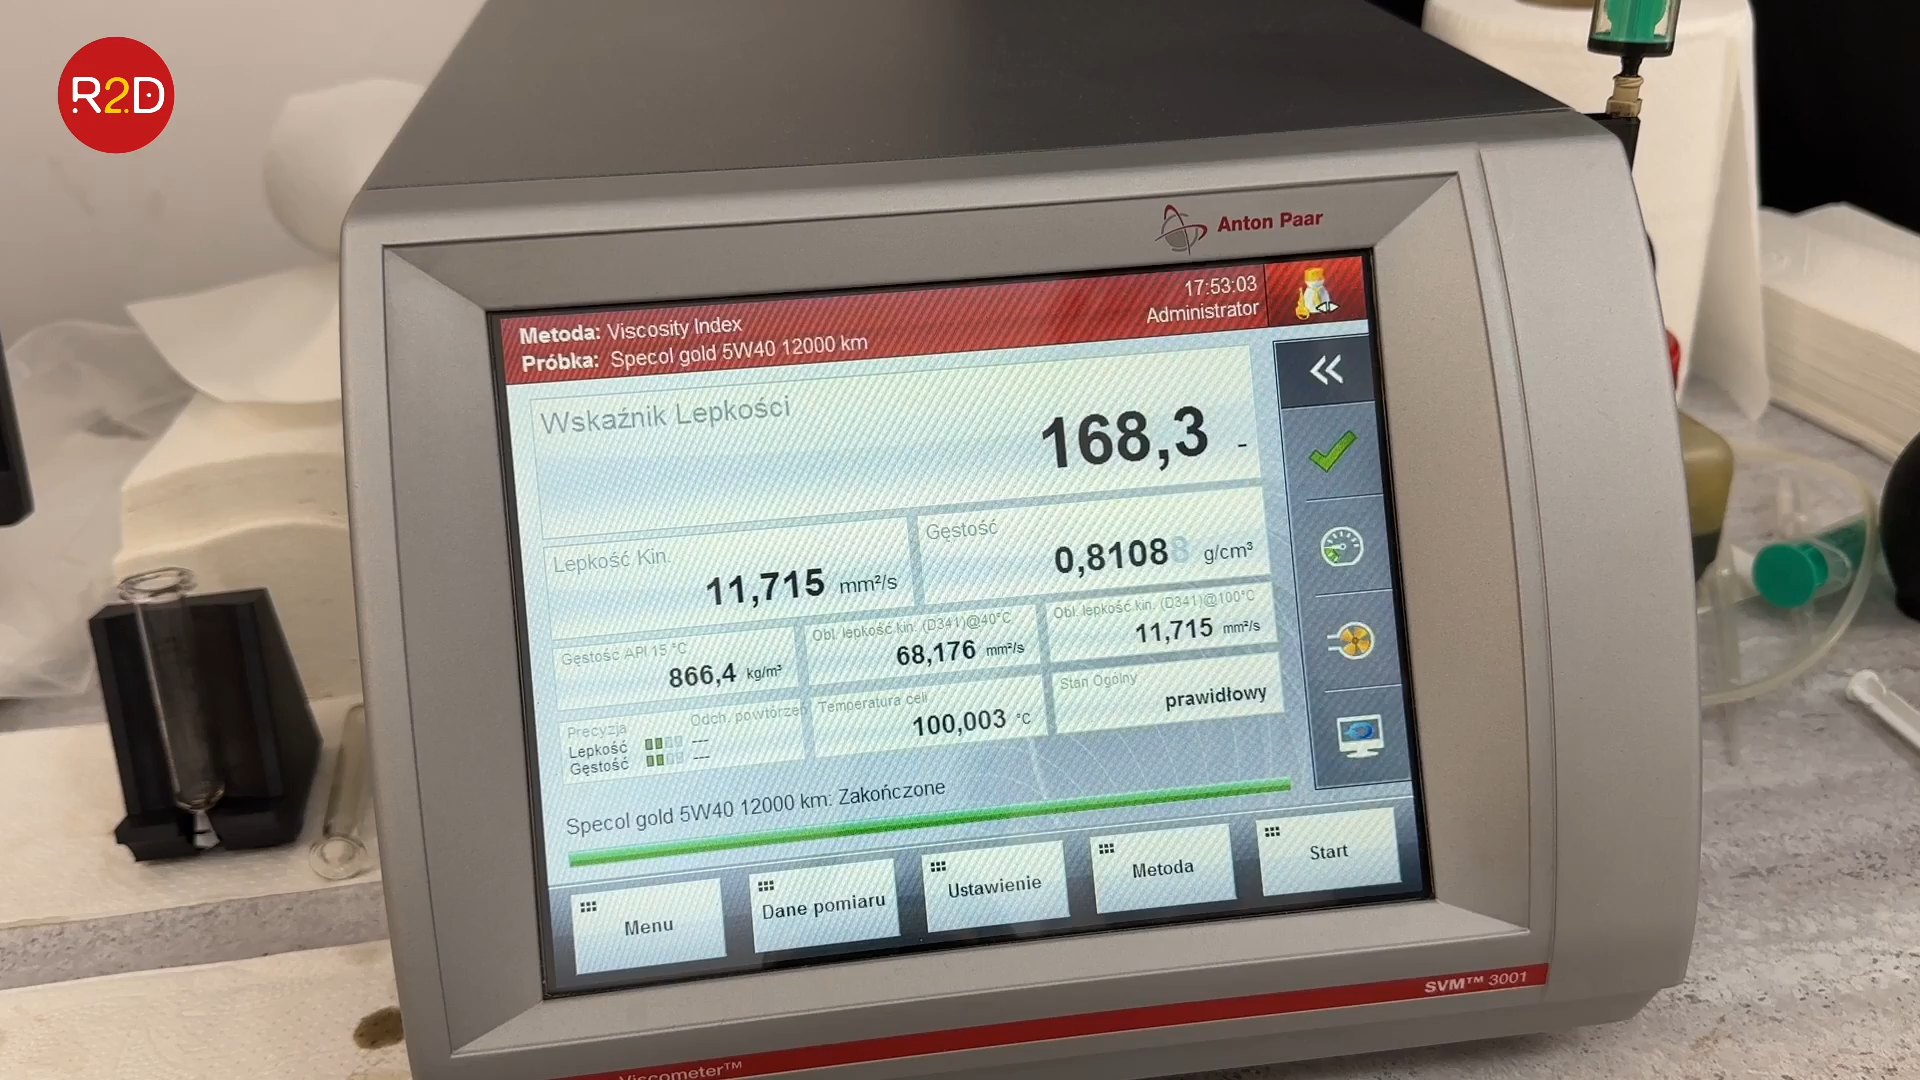 R2D
Anton Paar
Metoda: Viscosity Index
17:53:03
Próbka: Specol gold 5W40 12000 km
Administrator
Wskaźnik Lepkości
168,3 -
Lepkość Kin.
11,715 mm²/s
Gęstość
0,81088 g/cm³
Gęstość API 15 °C
866,4 kg/m³
Obl. lepkość kin. (D341)@40°C
68,176 mm²/s
Obl. lepkość kin. (D341)@100°C
11,715 mm²/s
Precyzja
Odch. powtórzeń
Lepkość ---
Gęstość ---
Temperatura celi
100,003 °C
Stan Ogólny
prawidłowy
Specol gold 5W40 12000 km: Zakończone
Menu
Dane pomiaru
Ustawienie
Metoda
Start
SVM™ 3001
Viscometer™